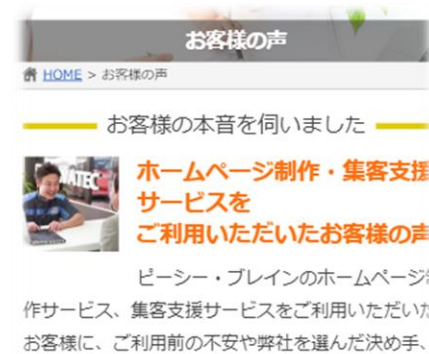 お客様の声
HOME > お客様の声
お客様の本音を伺いました
ATEC
ホームページ制作・集客支援
サービスを
ご利用いただいたお客様の声
ピーシー・ブレインのホームページ制
作サービス、集客支援サービスをご利用いただいた
お客様に、ご利用前の不安や弊社を選んだ決め手、